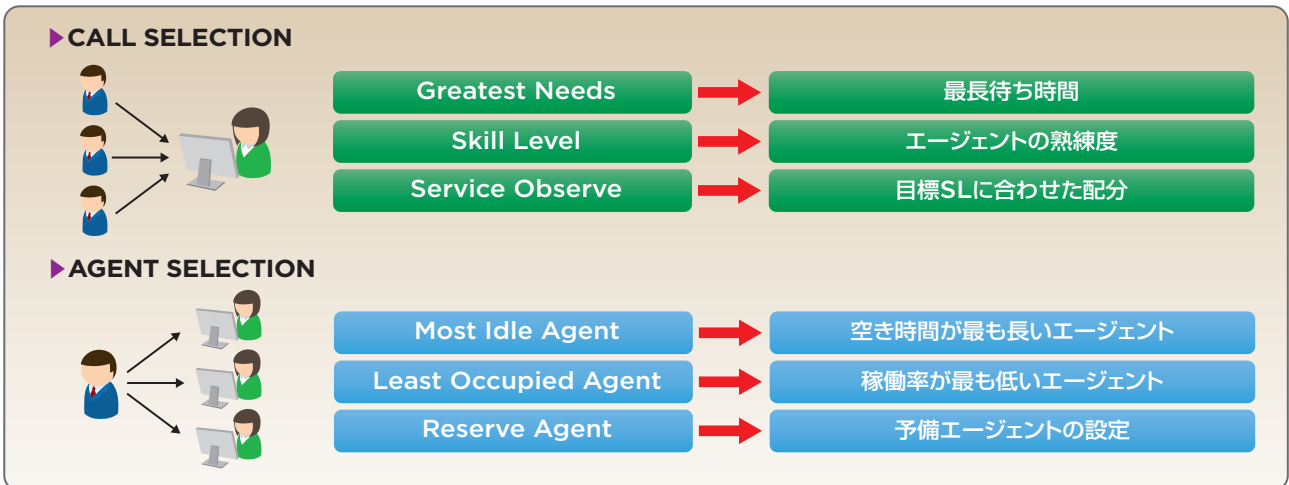 CALL SELECTION
Greatest Needs 最長待ち時間
Skill Level エージェントの熟練度
Service Observe 目標SLに合わせた配分
AGENT SELECTION
Most Idle Agent 空き時間が最も長いエージェント
Least Occupied Agent 稼働率が最も低いエージェント
Reserve Agent 予備エージェントの設定